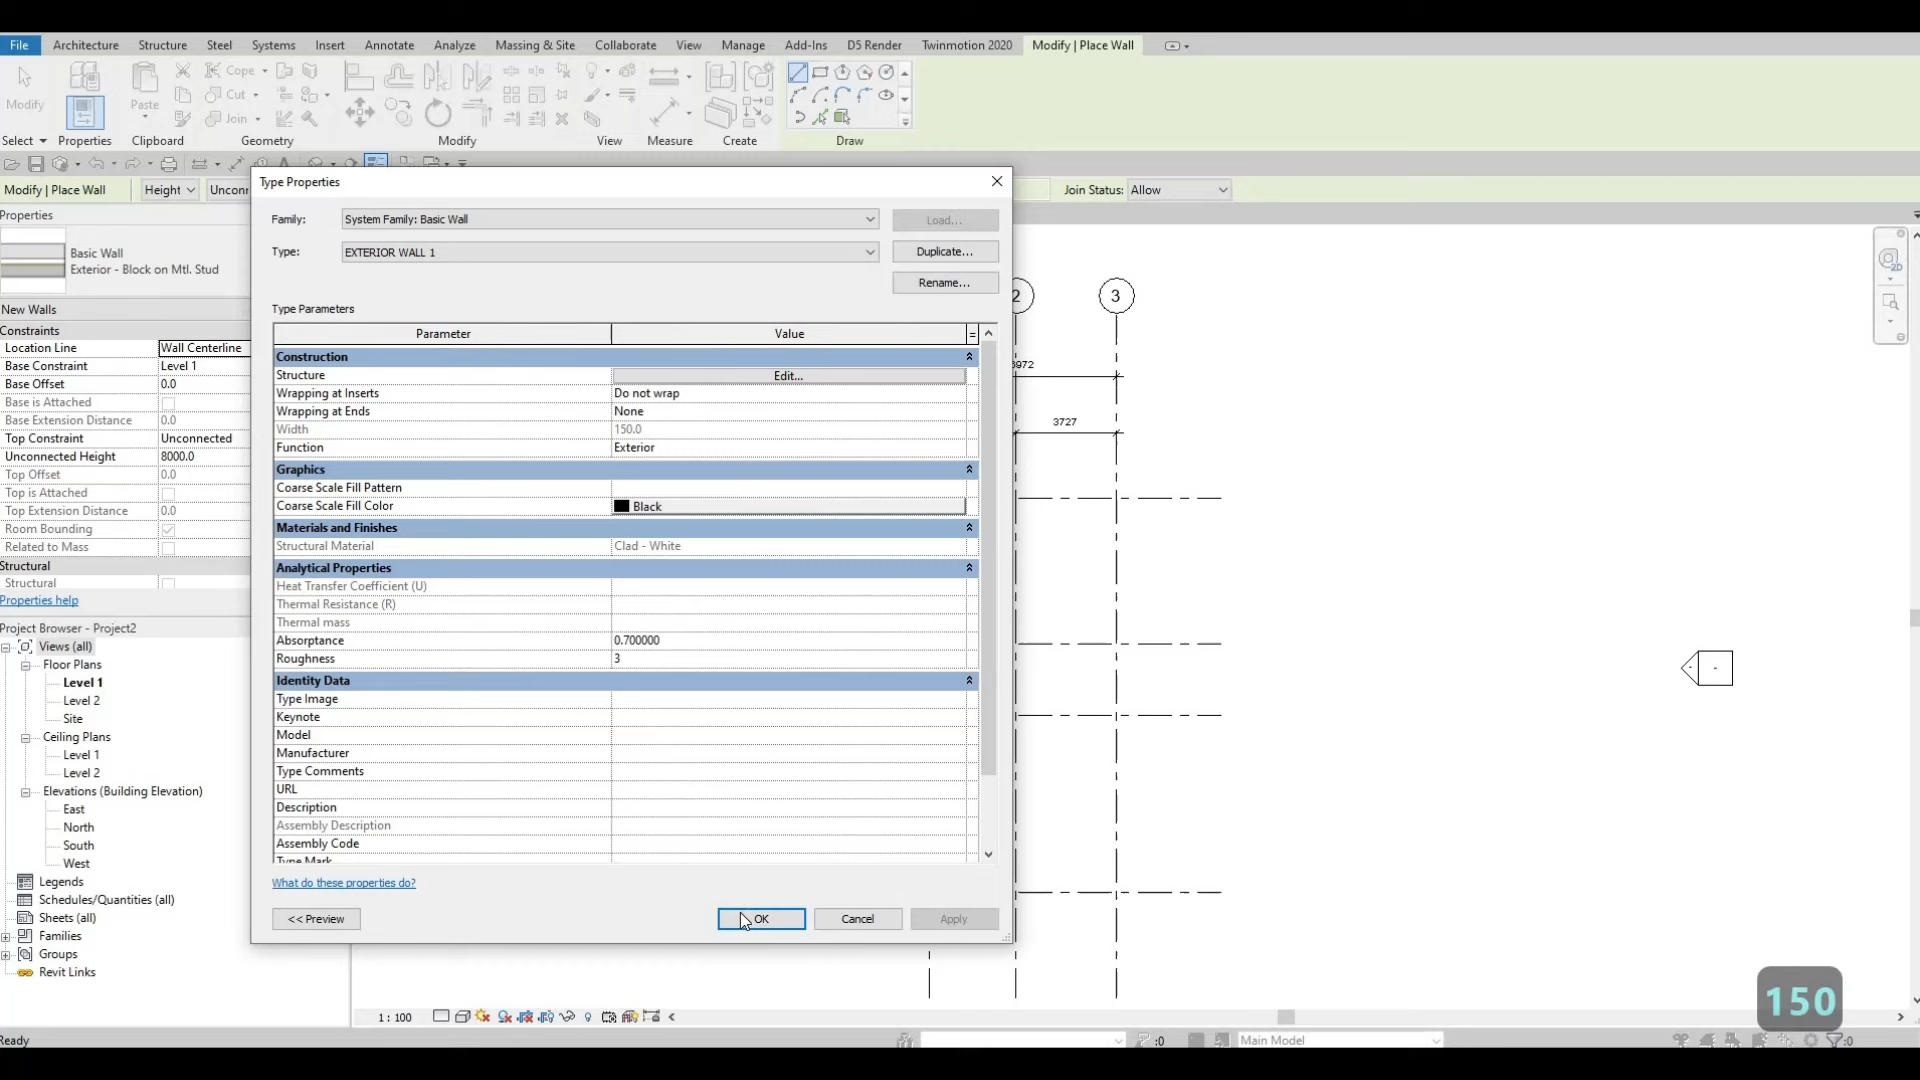 File Architecture Structure Steel Systems Insert Annotate Analyze Massing & Site Collaborate View Manage Add-Ins D5 Render Twinmotion 2020 Modify | Place Wall
Cope
Cut
Modify Paste
Join
Select Properties Clipboard Geometry Modify View Measure Create Draw
Type Properties
Modify | Place Wall Height Join Status: Allow
Properties
Family: System Family: Basic Wall Load...
Basic Wall
Exterior - Block on Mtl. Stud
Type: EXTERIOR WALL 1 Duplicate...
Rename...
2D
2 3
New Walls Type Parameters
Constraints Parameter Value =
Location Line Wall Centerline Construction
Base Constraint Level 1 Structure Edit...
Base Offset 0.0 Wrapping at Inserts Do not wrap
Base is Attached Wrapping at Ends None
Base Extension Distance 0.0 Width 150.0
3727
Top Constraint Unconnected Function Exterior
Unconnected Height 8000.0 Graphics
Top Offset 0.0 Coarse Scale Fill Pattern
Top is Attached Coarse Scale Fill Color Black
Top Extension Distance 0.0 Materials and Finishes
Room Bounding Structural Material Clad - White
Related to Mass Analytical Properties
Structural Heat Transfer Coefficient (U)
Structural Thermal Resistance (R)
Properties help Thermal mass
Project Browser - Project2 Absorptance 0.700000
Views (all) Roughness 3
Floor Plans Identity Data
Level 1 Type Image
Level 2 Keynote
Site Model
Ceiling Plans Manufacturer
Level 1 Type Comments
Level 2 URL
Elevations (Building Elevation) Description
East Assembly Description
North Assembly Code
South Type Mark
West
Legends What do these properties do?
Schedules/Quantities (all)
Sheets (all) << Preview OK Cancel Apply
Families
Groups
Revit Links
150
1 : 100
Ready :0 Main Model :0